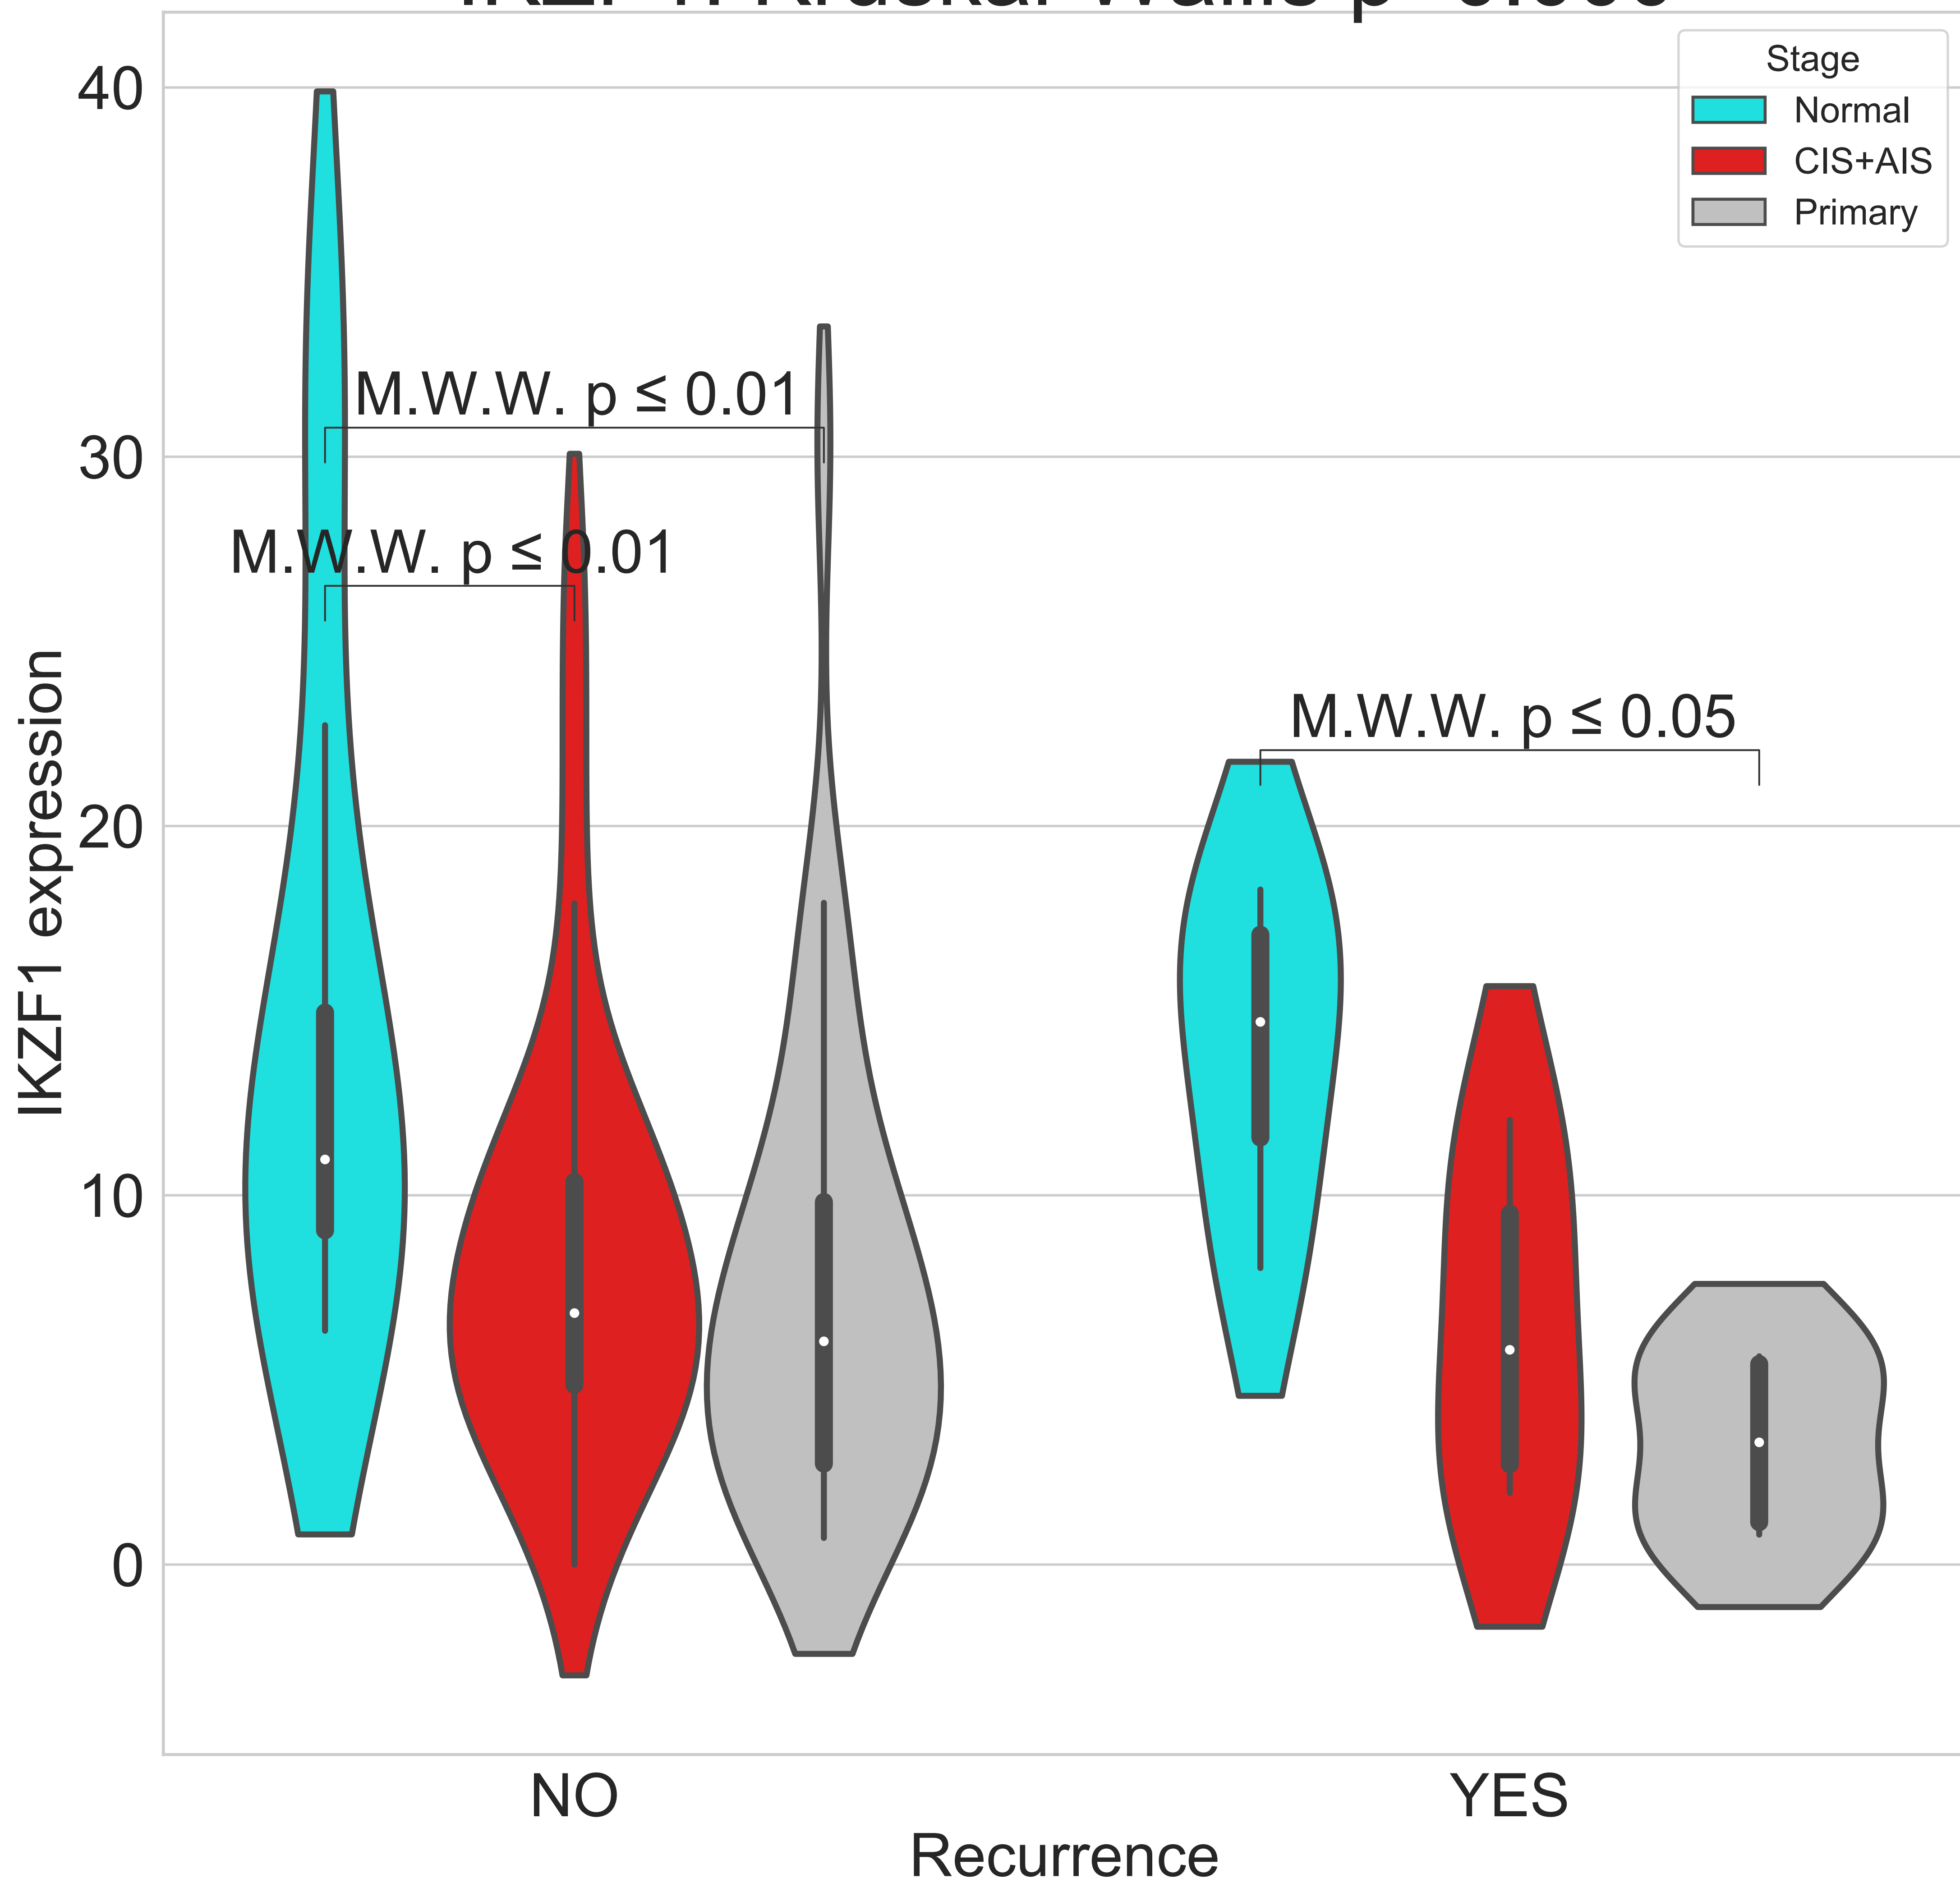 Stage
Normal
CIS+AIS
Primary
40
30
20
10
0
M.W.W. p ≤ 0.01
M.W.W. p ≤ 0.01
M.W.W. p ≤ 0.05
IKZF1 expression
NO
YES
Recurrence